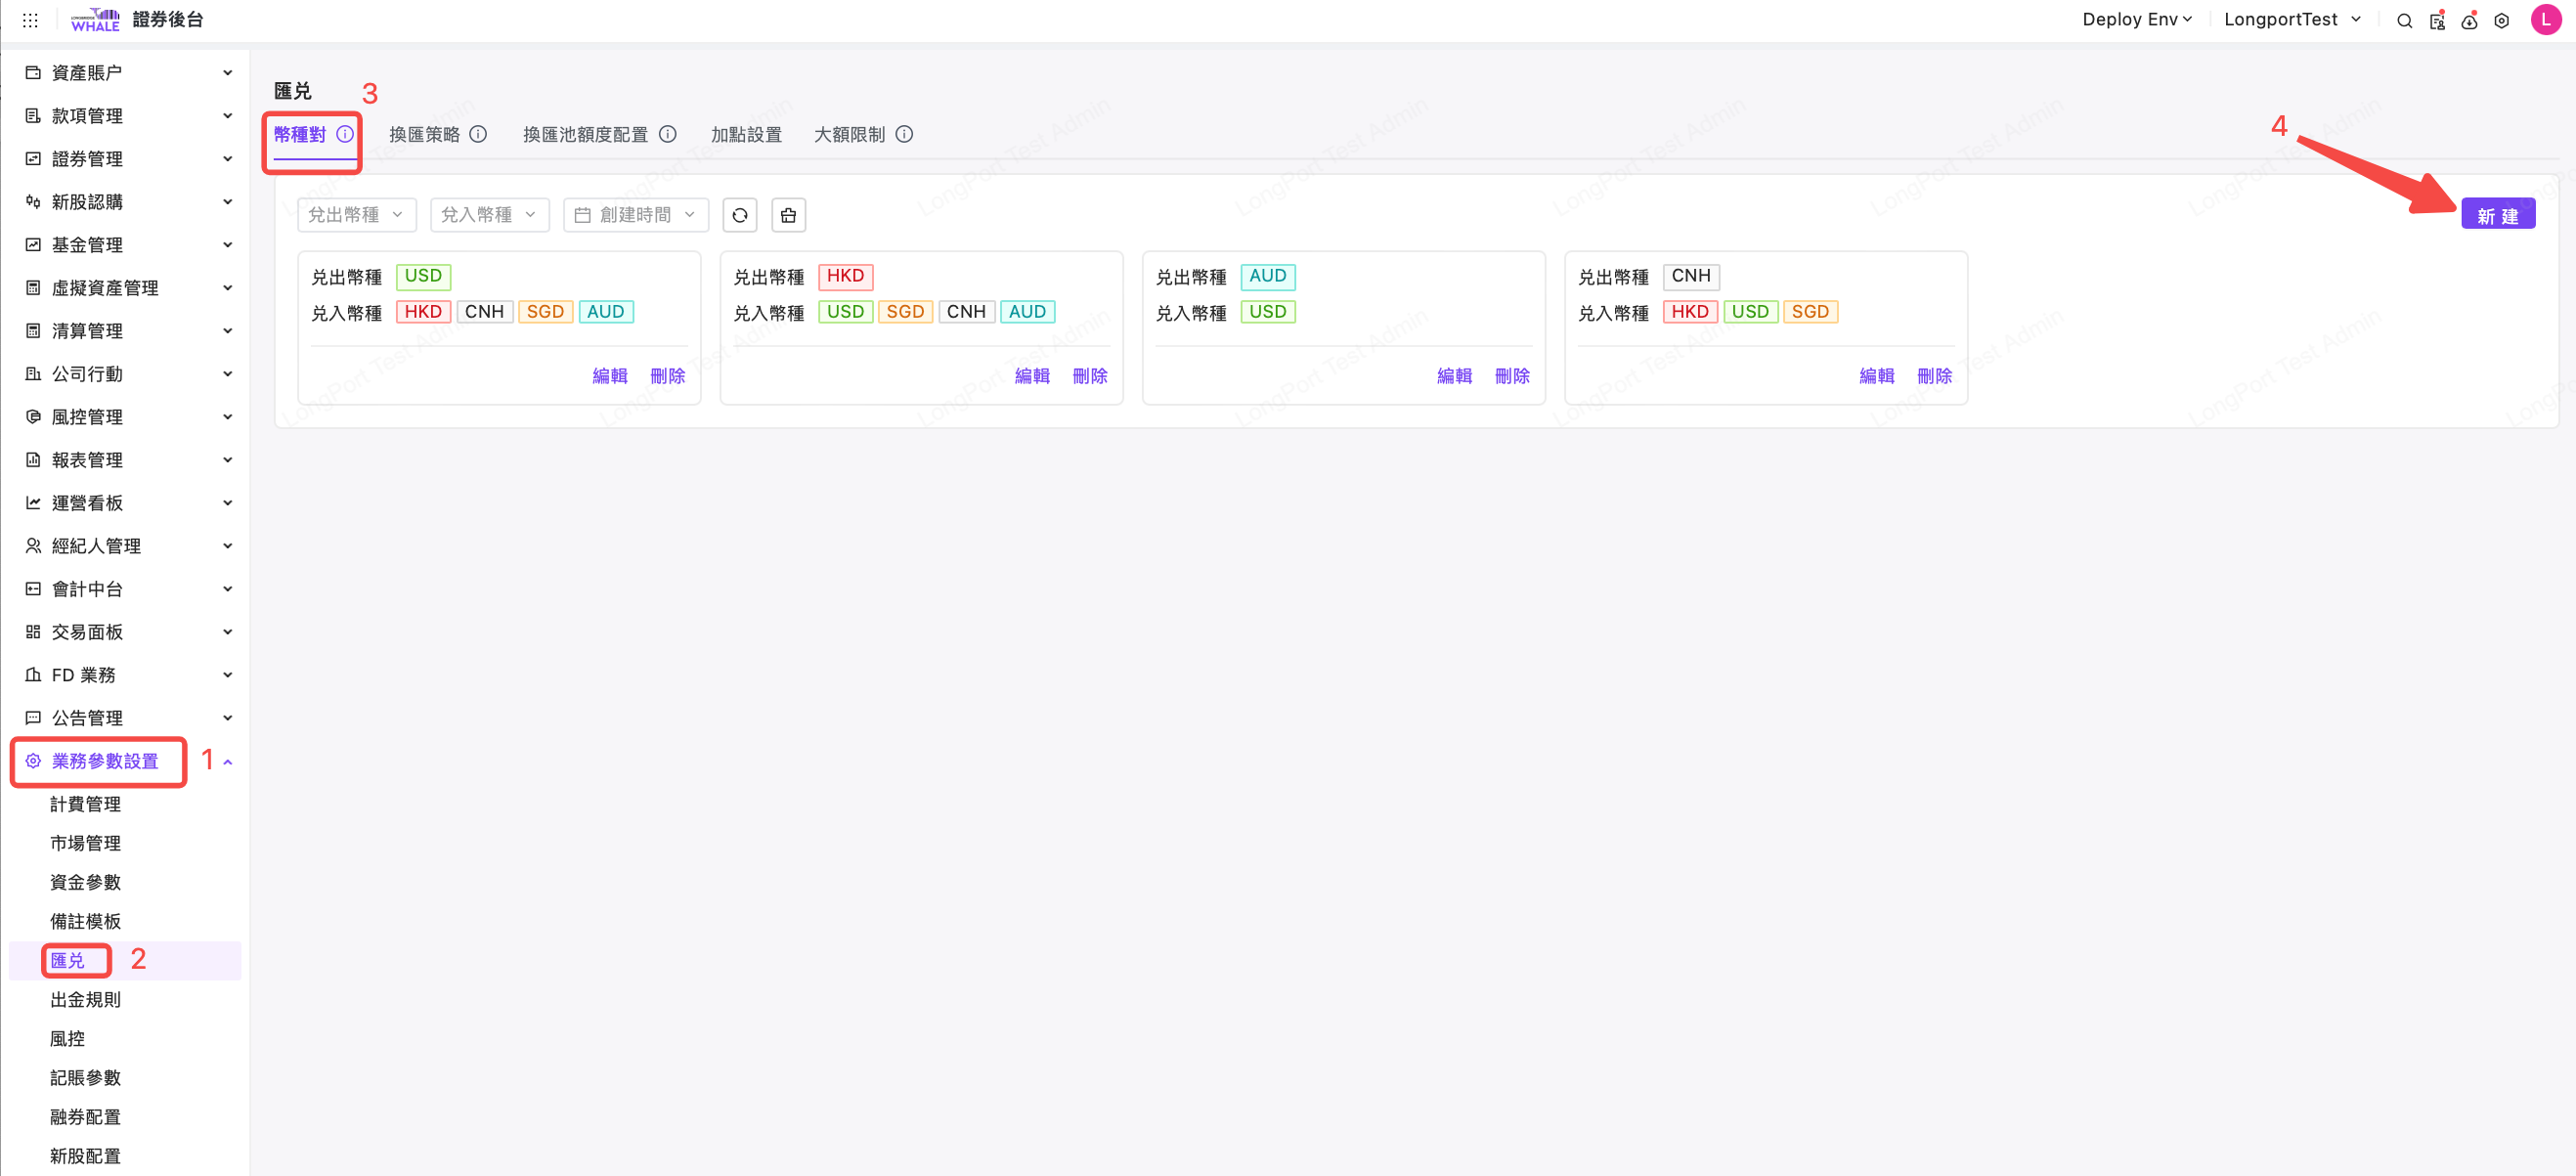 LONGBRIDGE
WHALE 證券後台
Deploy Env
LongportTest
L
資產賬户
款項管理
證券管理
新股認購
基金管理
虛擬資產管理
清算管理
公司行動
風控管理
報表管理
運營看板
經紀人管理
會計中台
交易面板
FD 業務
公告管理
業務參數設置 1
計費管理
市場管理
資金參數
備註模板
匯兑 2
出金規則
風控
記賬參數
融券配置
新股配置
匯兑 3
幣種對 換匯策略 換匯池額度配置 加點設置 大額限制
4
兌出幣種 兌入幣種 創建時間
新 建
兑出幣種 USD
兑入幣種 HKD CNH SGD AUD
編輯 刪除
兑出幣種 HKD
兑入幣種 USD SGD CNH AUD
編輯 刪除
兑出幣種 AUD
兑入幣種 USD
編輯 刪除
兑出幣種 CNH
兑入幣種 HKD USD SGD
編輯 刪除
LongPort Test Admin